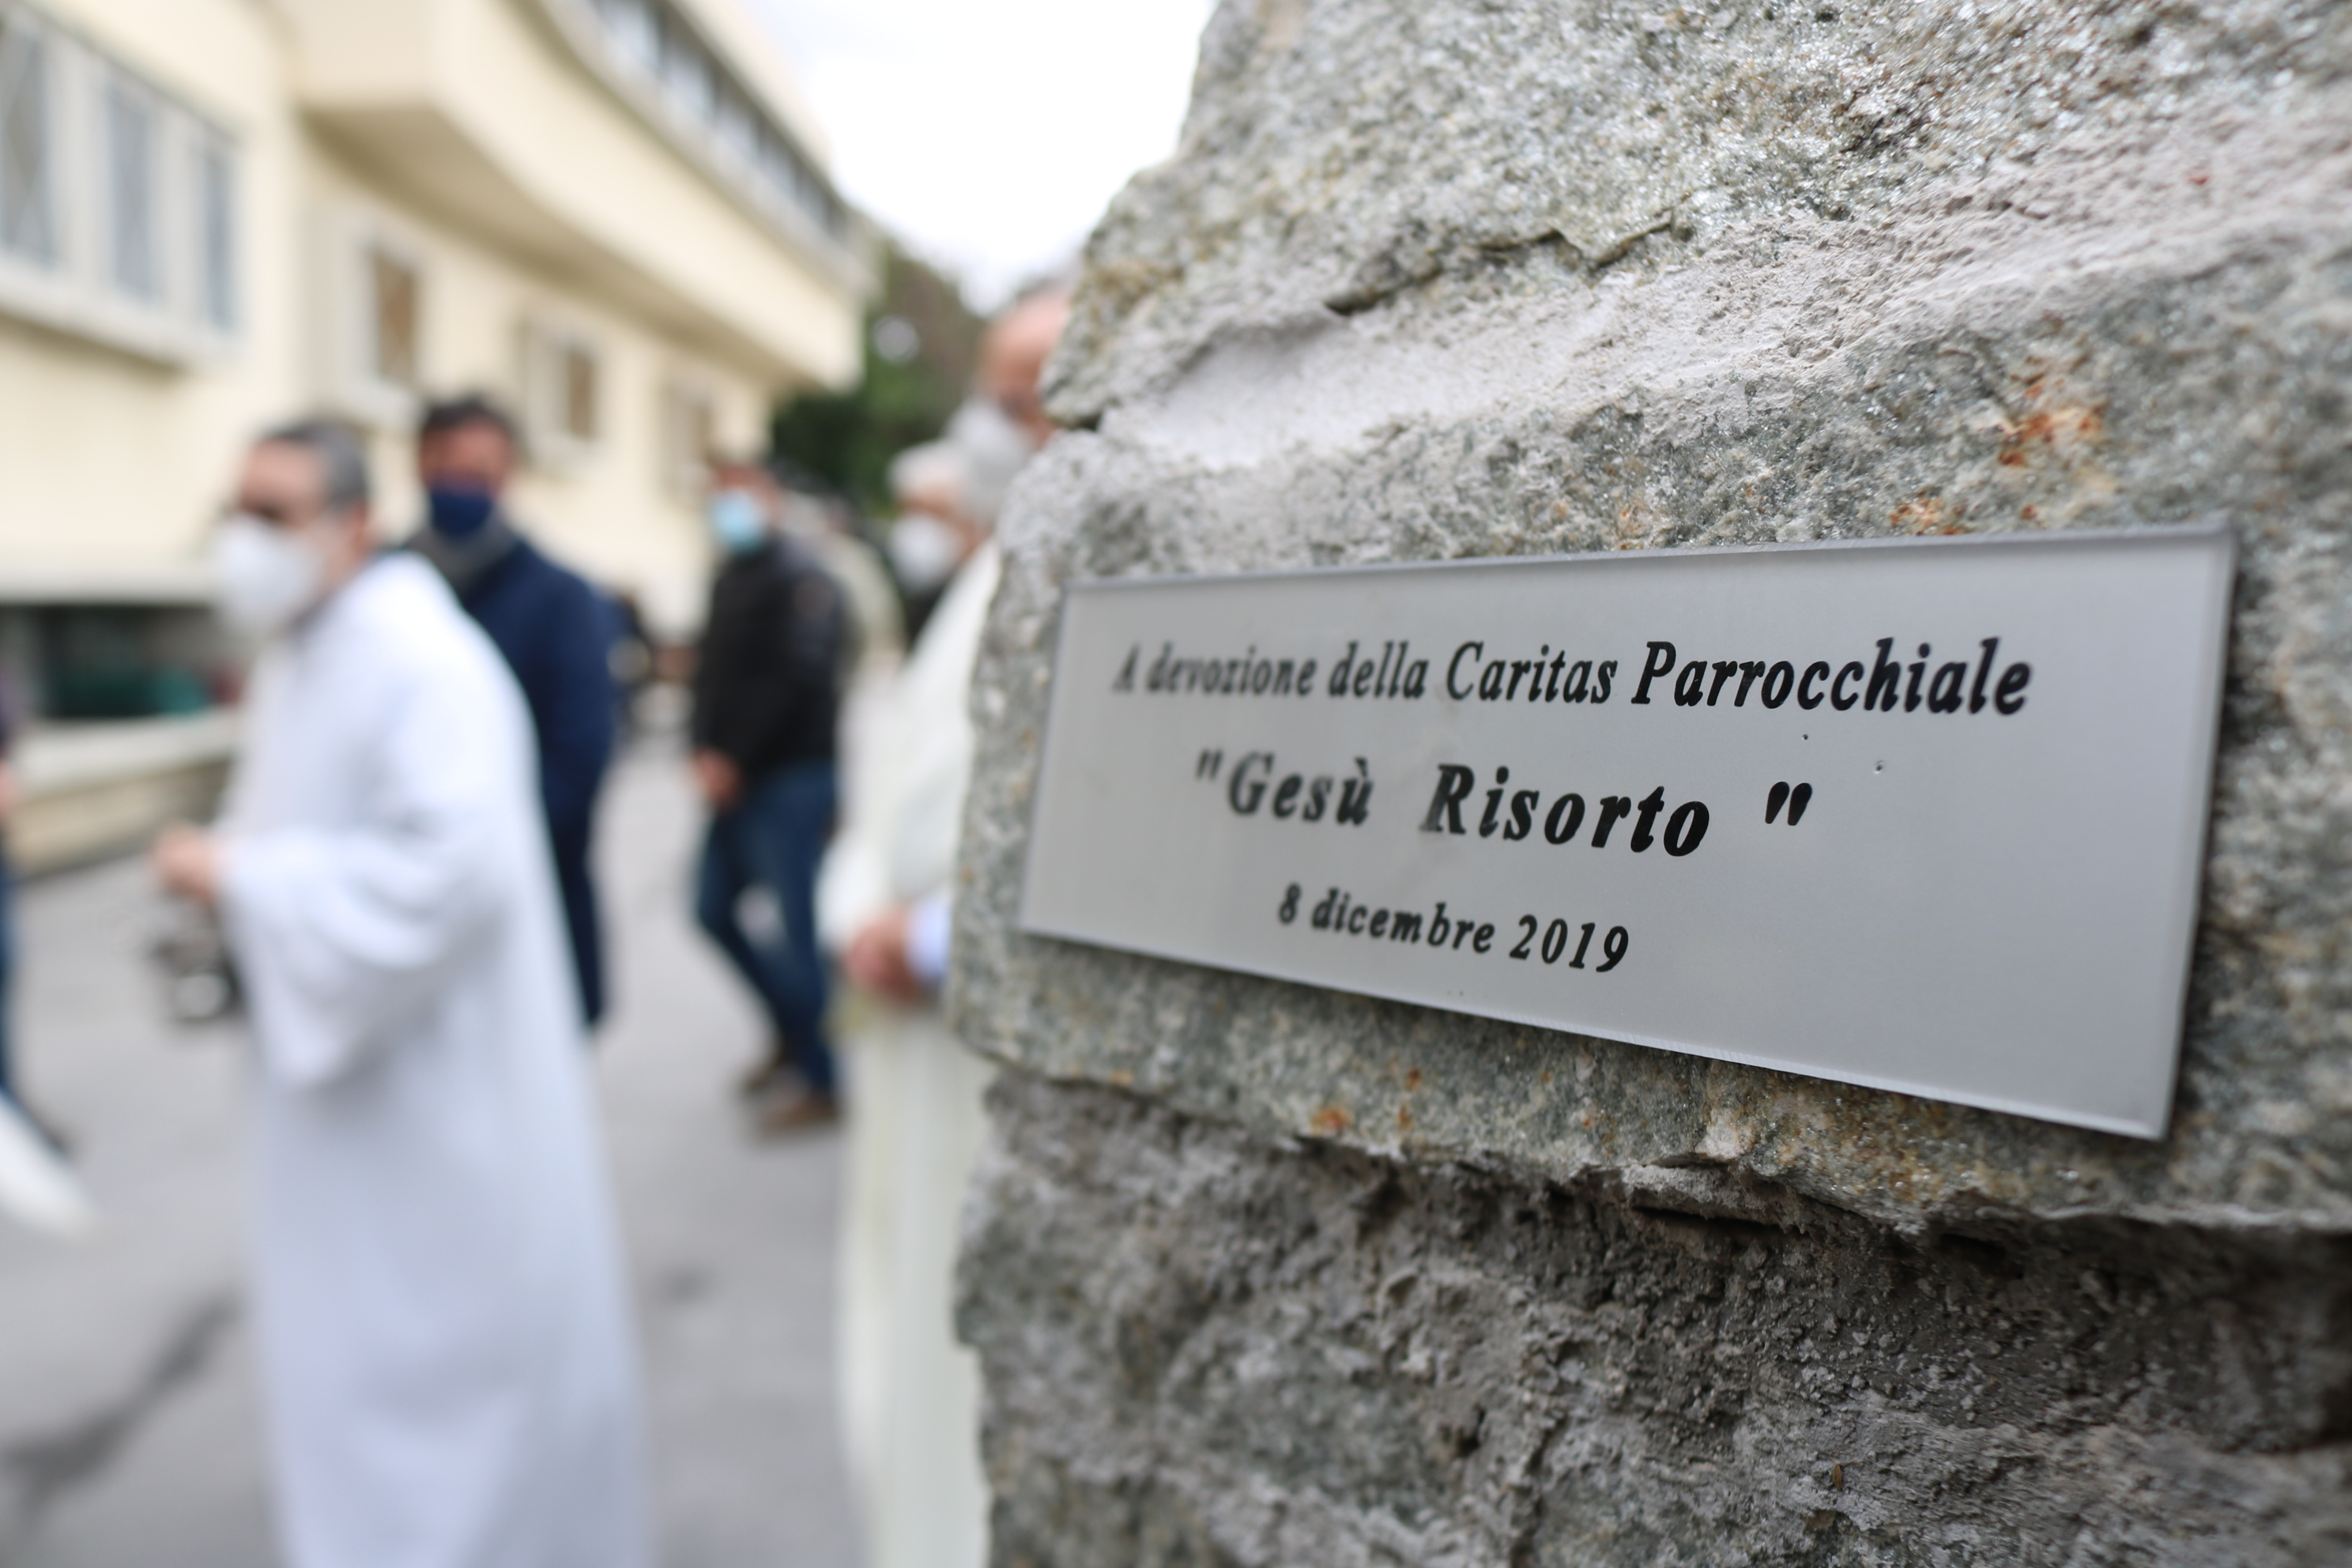 A devozione della Caritas Parrocchiale
"Gesù Risorto "
8 dicembre 2019